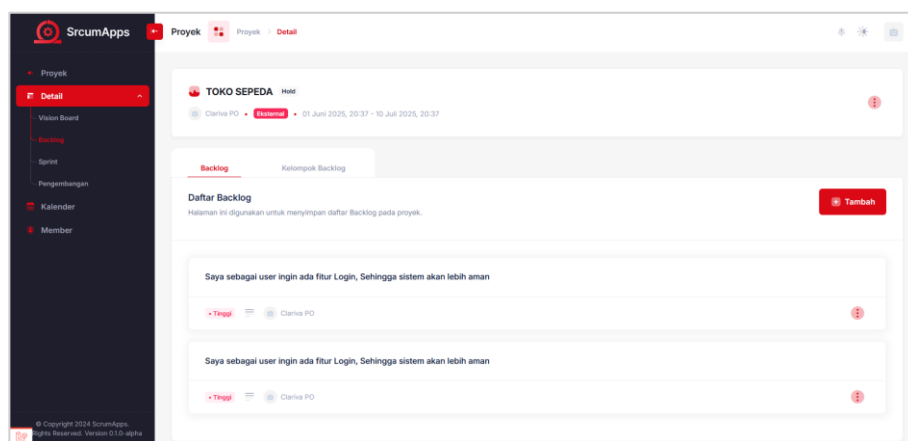 SrcumApps
Proyek
Proyek > Detail
Proyek
Detail
Vision Board
Backlog
Sprint
Pengembangan
Kalender
Member
TOKO SEPEDA Hold
Clariva PO • Eksternal • 01 Juni 2025, 20:37 - 10 Juli 2025, 20:37
Backlog Kelompok Backlog
Daftar Backlog
Halaman ini digunakan untuk menyimpan daftar Backlog pada proyek.
Tambah
Saya sebagai user ingin ada fitur Login, Sehingga sistem akan lebih aman
• Tinggi Clariva PO
Saya sebagai user ingin ada fitur Login, Sehingga sistem akan lebih aman
• Tinggi Clariva PO
© Copyright 2024 ScrumApps.
Rights Reserved. Version 0.1.0-alpha